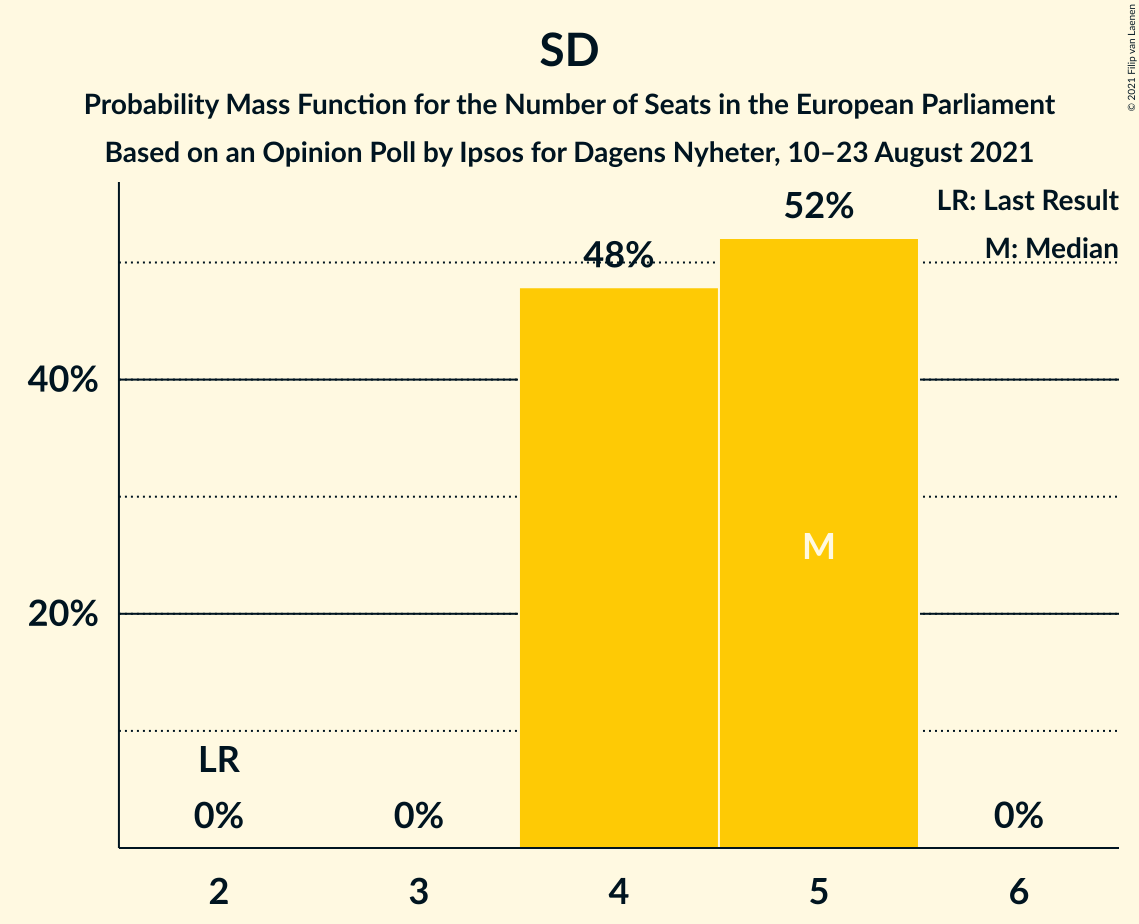 SD
Probability Mass Function for the Number of Seats in the European Parliament
Based on an Opinion Poll by Ipsos for Dagens Nyheter, 10–23 August 2021
© 2021 Filip van Laenen
LR: Last Result
M: Median
52%
48%
40%
20%
M
LR
0%
0%
0%
2
3
4
5
6